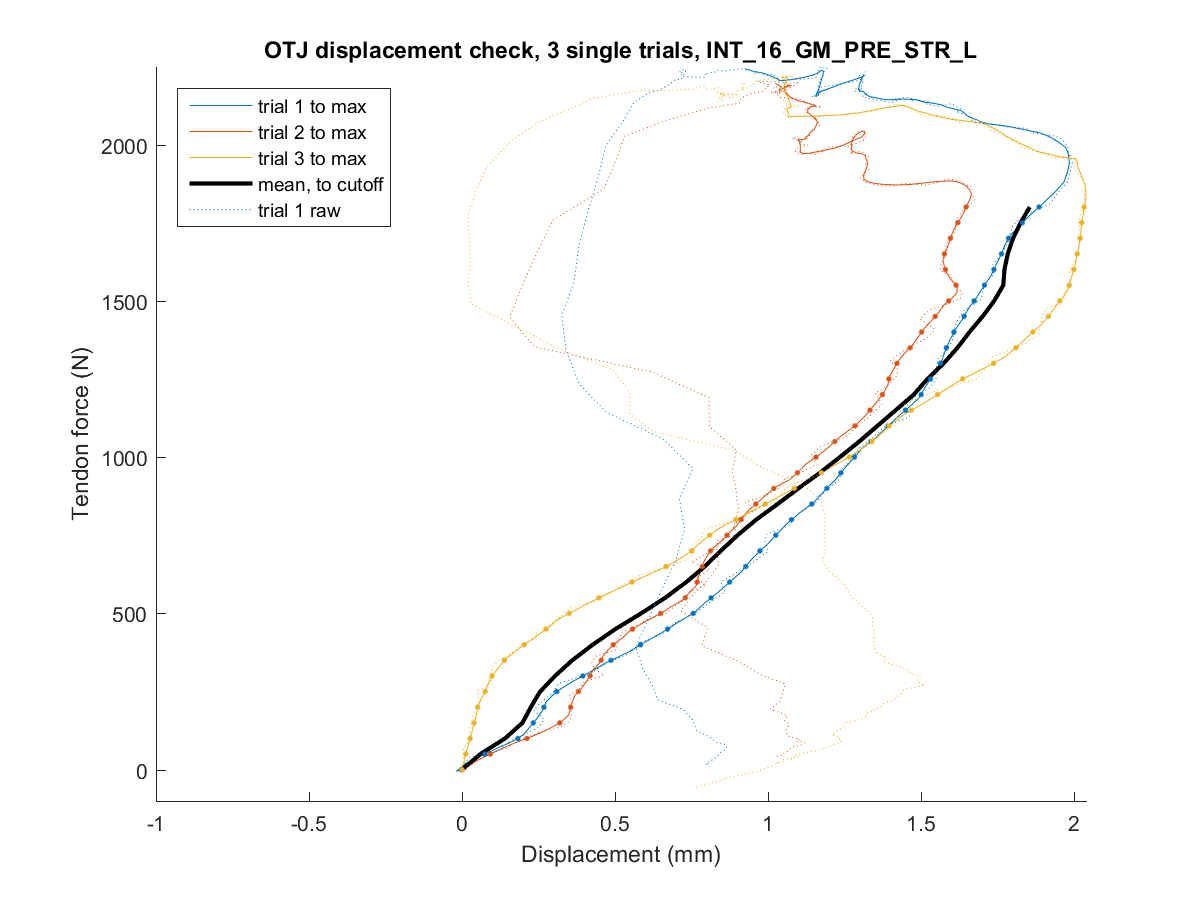 OTJ displacement check, 3 single trials, INT_16_GM_PRE_STR_L
trial 1 to max
trial 2 to max
trial 3 to max
mean, to cutoff
trial 1 raw
2000
1500
1000
500
0
Tendon force (N)
-1
-0.5
0
0.5
1
1.5
2
Displacement (mm)